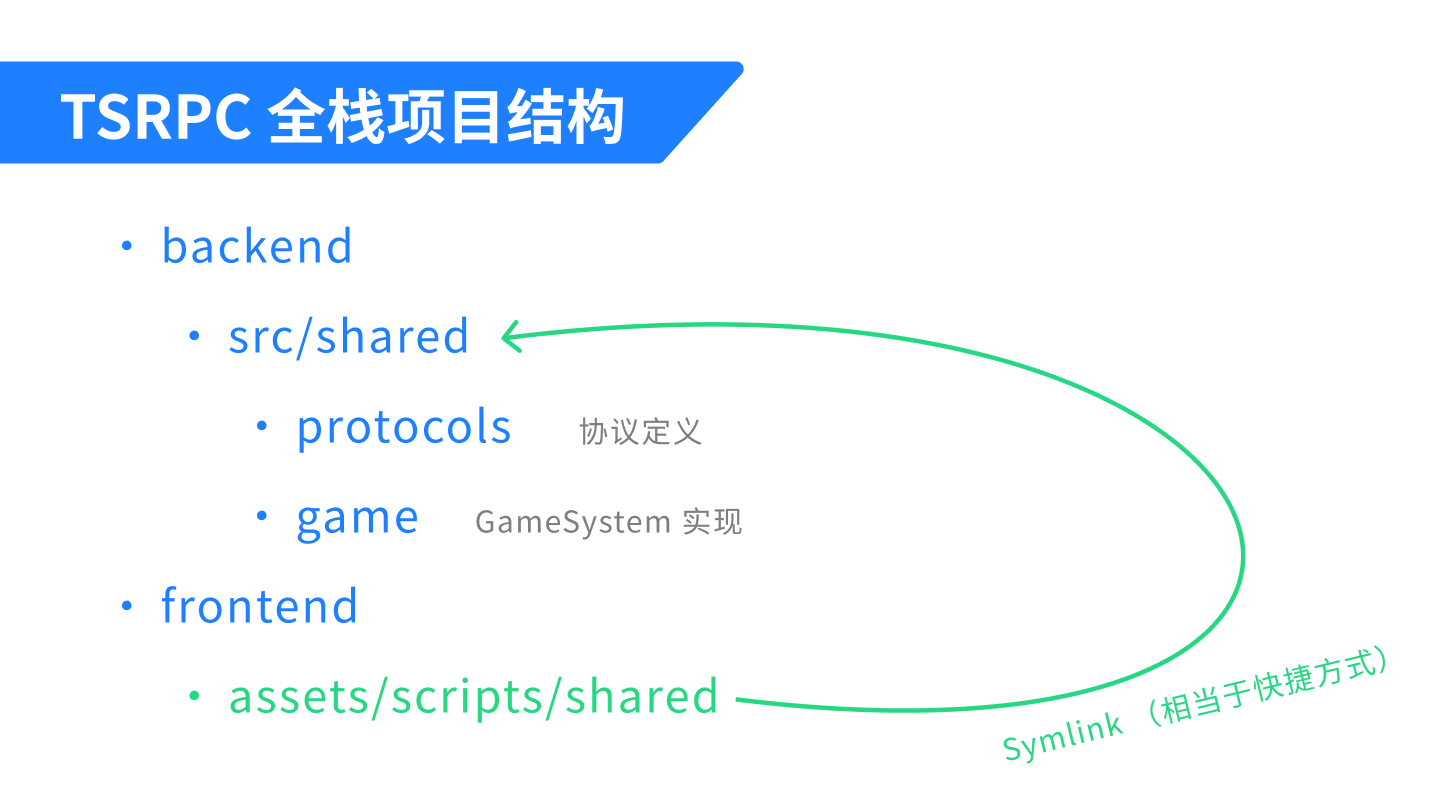 TSRPC 全栈项目结构
• backend
• src/shared
• protocols 协议定义
• game GameSystem 实现
• frontend
• assets/scripts/shared
Symlink （相当于快捷方式）